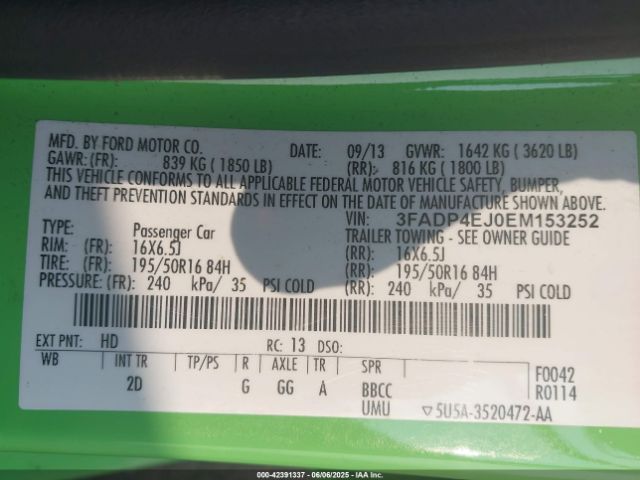 MFD. BY FORD MOTOR CO. DATE: 09/13 GVWR: 1642 KG ( 3620 LB)
GAWR: (FR): 839 KG ( 1850 LB) (RR): 816 KG ( 1800 LB)
THIS VEHICLE CONFORMS TO ALL APPLICABLE FEDERAL MOTOR VEHICLE SAFETY, BUMPER,
AND THEFT PREVENTION STANDARDS IN EFFECT ON THE DATE OF MANUFACTURE SHOWN ABOVE.
VIN: 3FADP4EJ0EM153252
TYPE: Passenger Car TRAILER TOWING - SEE OWNER GUIDE
RIM: (FR): 16X6.5J (RR): 16X6.5J
TIRE: (FR): 195/50R16 84H (RR): 195/50R16 84H
PRESSURE: (FR): 240 kPa/ 35 PSI COLD (RR): 240 kPa/ 35 PSI COLD
EXT PNT: HD RC: 13 DSO:
WB INT TR TP/PS R AXLE TR SPR F0042
2D G GG A BBCC R0114
UMU ▽5U5A-3520472-AA
00-42391337 - 06/06/2025 - IAA Inc.